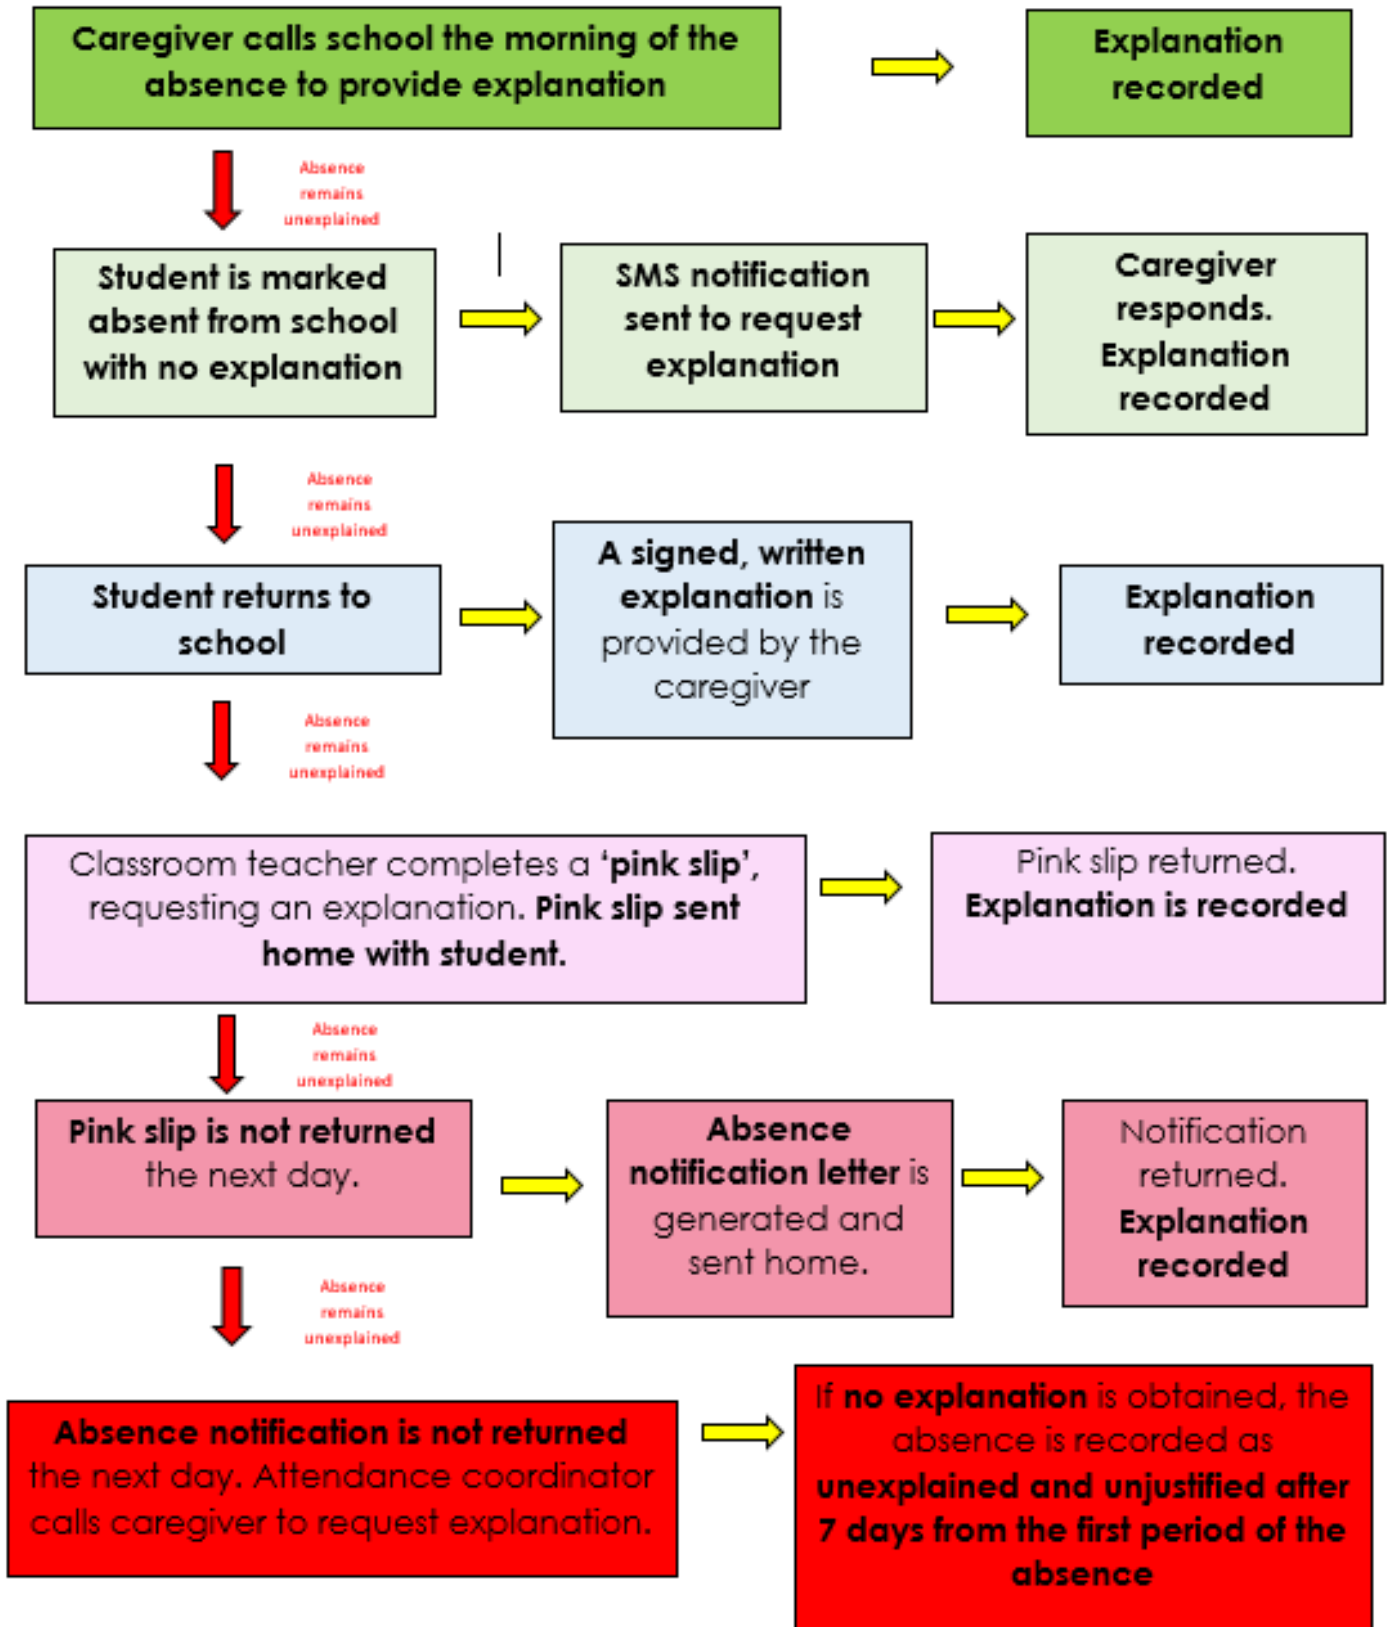 Caregiver calls school the morning of the
absence to provide explanation
Explanation
recorded
Absence
remains
unexplained
Student is marked
absent from school
with no explanation
SMS notification
sent to request
explanation
Caregiver
responds.
Explanation
recorded
Absence
remains
unexplained
Student returns to
school
A signed, written
explanation is
provided by the
caregiver
Explanation
recorded
Absence
remains
unexplained
Classroom teacher completes a ‘pink slip’,
requesting an explanation. Pink slip sent
home with student.
Pink slip returned.
Explanation is recorded
Absence
remains
unexplained
Pink slip is not returned
the next day.
Absence
notification letter is
generated and
sent home.
Notification
returned.
Explanation
recorded
Absence
remains
unexplained
Absence notification is not returned
the next day. Attendance coordinator
calls caregiver to request explanation.
If no explanation is obtained, the
absence is recorded as
unexplained and unjustified after
7 days from the first period of the
absence